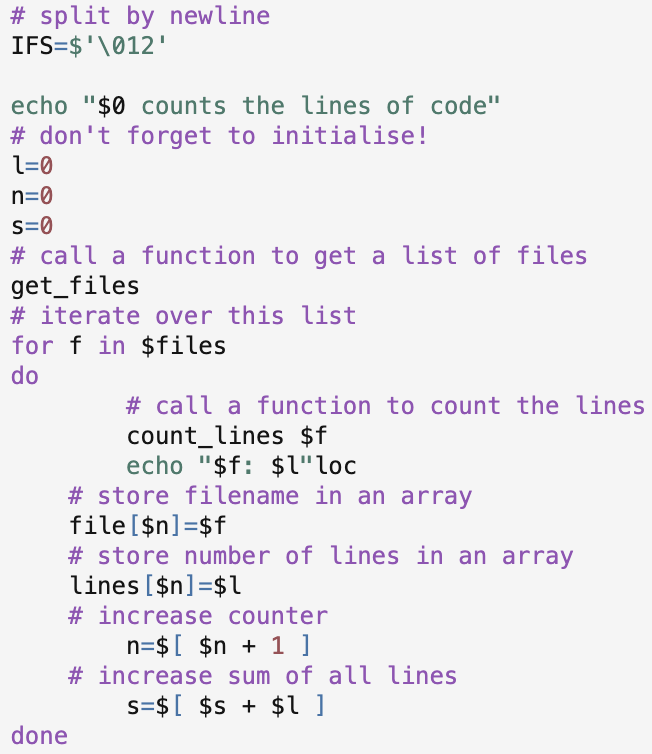 # split by newline
IFS=$'\012'

echo "$0 counts the lines of code"
# don't forget to initialise!
l=0
n=0
s=0
# call a function to get a list of files
get_files
# iterate over this list
for f in $files
do
        # call a function to count the lines
        count_lines $f
        echo "$f: $l"loc
    # store filename in an array
    file[$n]=$f
    # store number of lines in an array
    lines[$n]=$l
    # increase counter
        n=$[ $n + 1 ]
    # increase sum of all lines
        s=$[ $s + $l ]
done